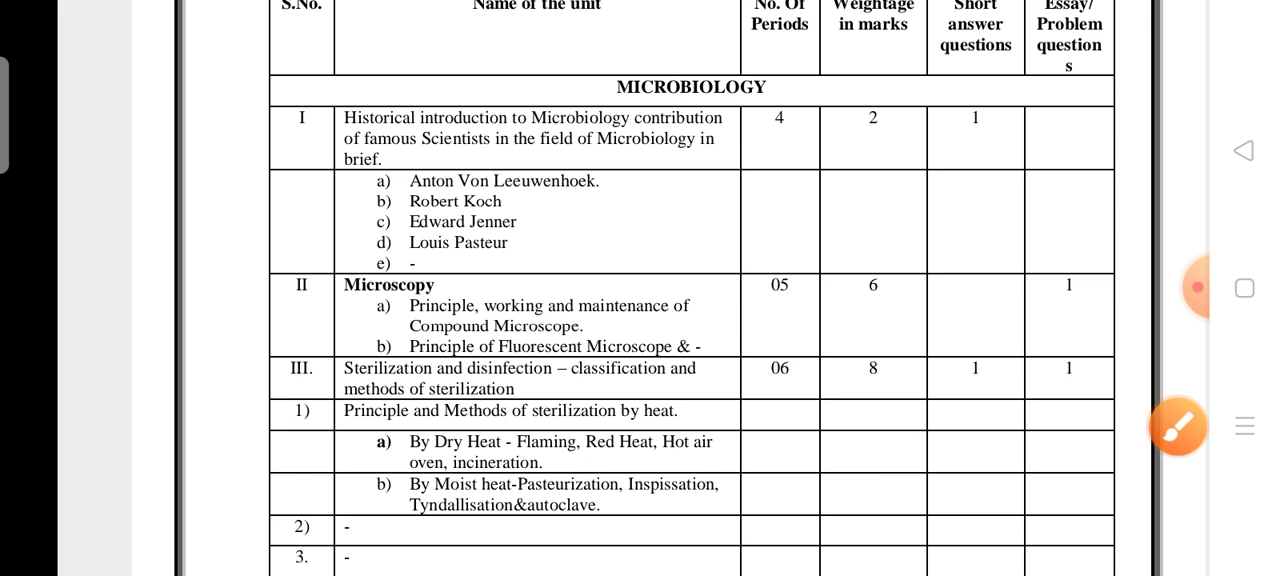 S.No. Name of the unit No. Of Weightage Short Essay/
Periods in marks answer Problem
questions question
s
MICROBIOLOGY
I Historical introduction to Microbiology contribution 4 2 1
of famous Scientists in the field of Microbiology in
brief.
a) Anton Von Leeuwenhoek.
b) Robert Koch
c) Edward Jenner
d) Louis Pasteur
e) -
II Microscopy 05 6 1
a) Principle, working and maintenance of
Compound Microscope.
b) Principle of Fluorescent Microscope & -
III. Sterilization and disinfection – classification and 06 8 1 1
methods of sterilization
1) Principle and Methods of sterilization by heat.
a) By Dry Heat - Flaming, Red Heat, Hot air
oven, incineration.
b) By Moist heat-Pasteurization, Inspissation,
Tyndallisation&autoclave.
2) -
3. -